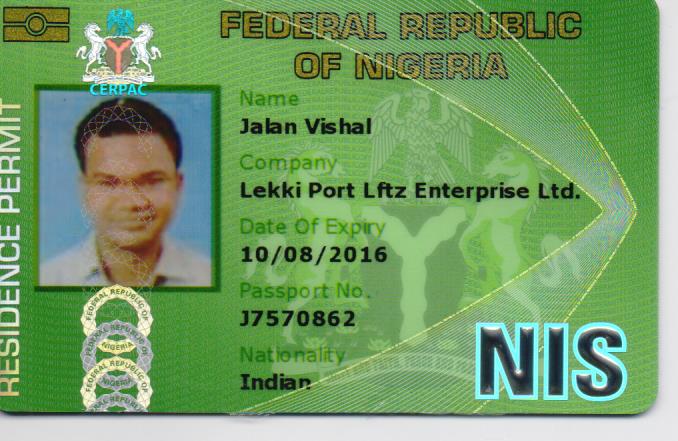 FEDERAL REPUBLIC
OF NIGERIA
CERPAC
RESIDENCE PERMIT
Name
Jalan Vishal
Company
Lekki Port Lftz Enterprise Ltd.
Date Of Expiry
10/08/2016
Passport No.
J7570862
Nationality
Indian
NIS
FEDERAL REPUBLIC OF
NIGERIA
FEDERAL REPUBLIC OF
NIGERIA